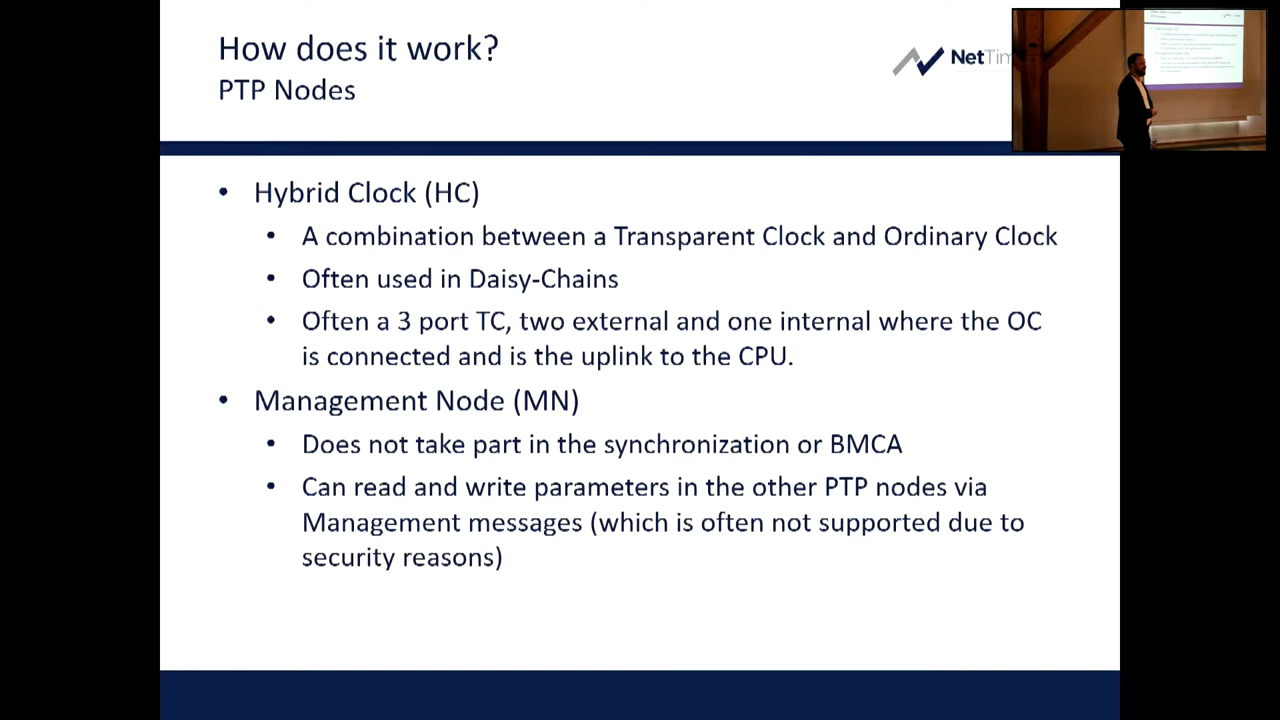 How does it work?
PTP Nodes
NetTim
• Hybrid Clock (HC)
• A combination between a Transparent Clock and Ordinary Clock
• Often used in Daisy-Chains
• Often a 3 port TC, two external and one internal where the OC
is connected and is the uplink to the CPU.
• Management Node (MN)
• Does not take part in the synchronization or BMCA
• Can read and write parameters in the other PTP nodes via
Management messages (which is often not supported due to
security reasons)